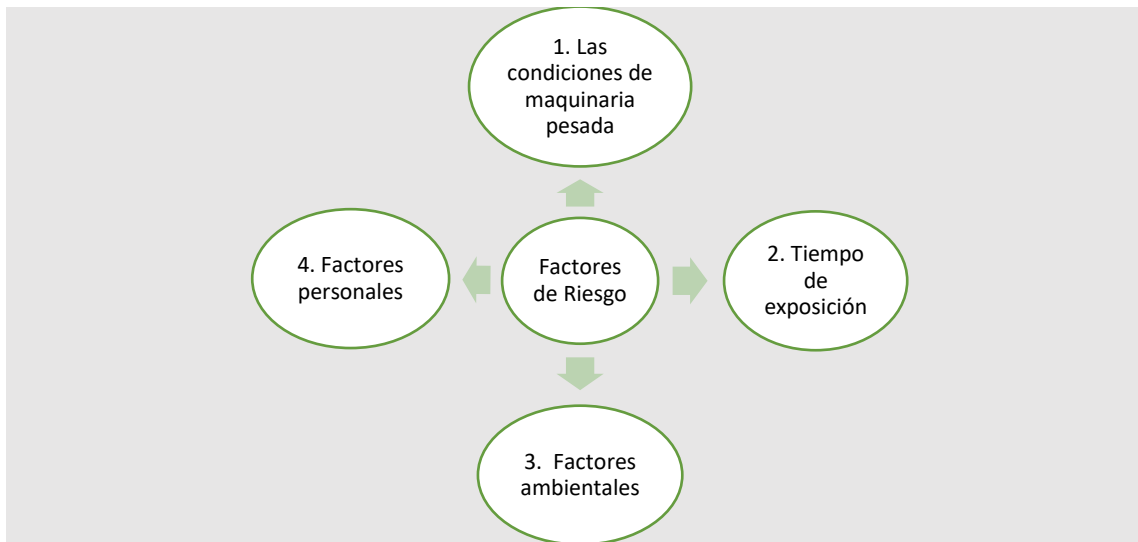 1. Las
condiciones de
maquinaria
pesada
4. Factores
personales
Factores
de Riesgo
2. Tiempo
de
exposición
3. Factores
ambientales